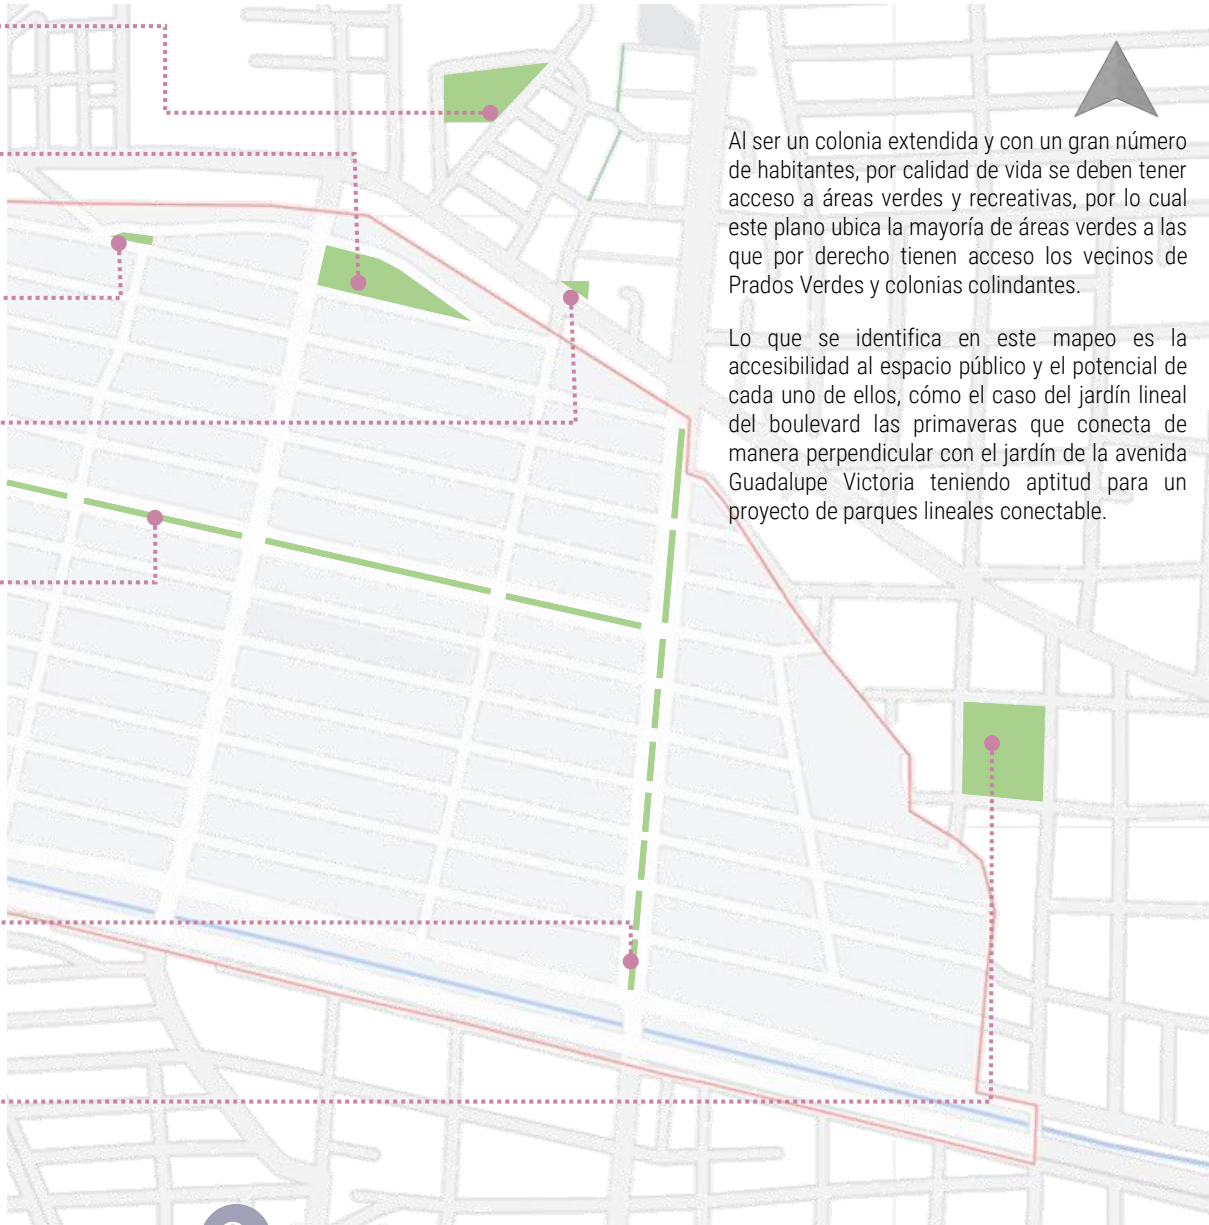 Al ser un colonia extendida y con un gran número
de habitantes, por calidad de vida se deben tener
acceso a áreas verdes y recreativas, por lo cual
este plano ubica la mayoría de áreas verdes a las
que por derecho tienen acceso los vecinos de
Prados Verdes y colonias colindantes.
Lo que se identifica en este mapeo es la
accesibilidad al espacio público y el potencial de
cada uno de ellos, cómo el caso del jardín lineal
del boulevard las primaveras que conecta de
manera perpendicular con el jardín de la avenida
Guadalupe Victoria teniendo aptitud para un
proyecto de parques lineales conectable.